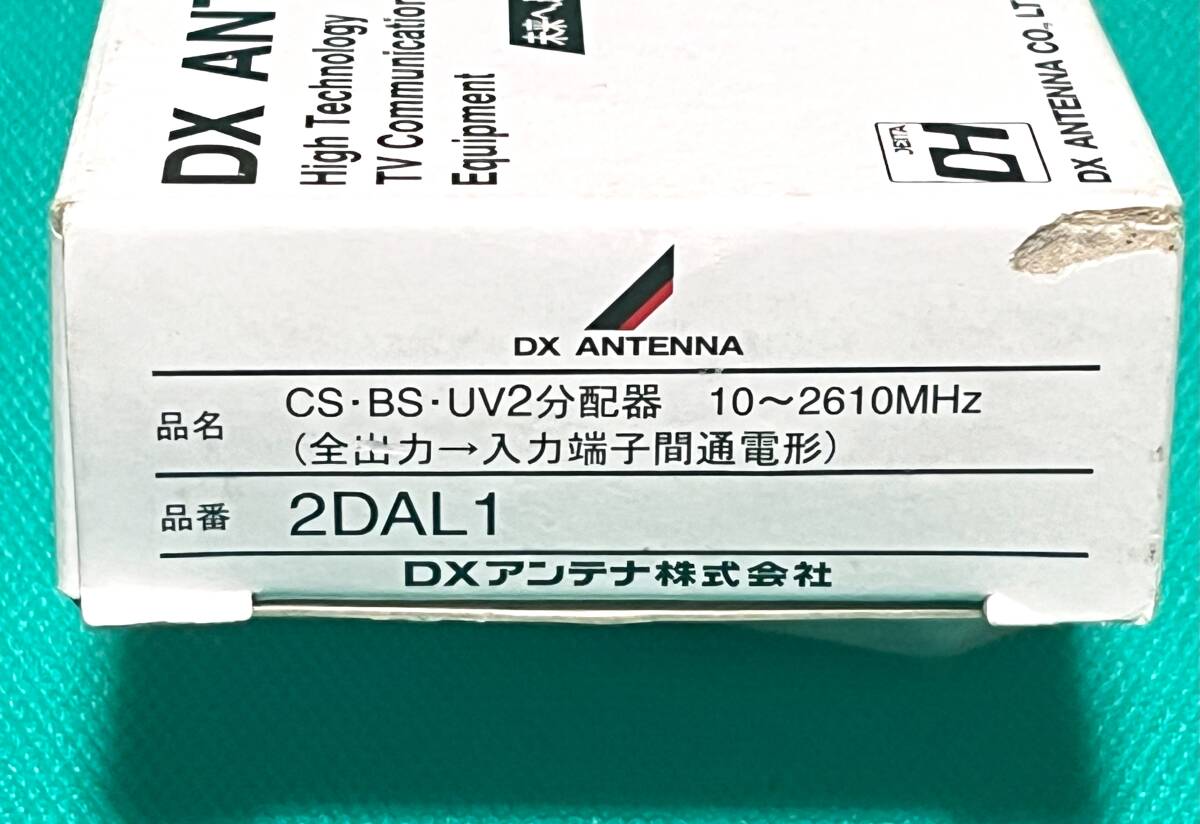 DX ANT
High Technology
TV Communication
Equipment
JEITA
DH
DX ANTENNA CO., LT
DX ANTENNA
品名 CS・BS・UV2分配器 10～2610MHz
(全出力→入力端子間通電形)
品番 2DAL1
DXアンテナ株式会社